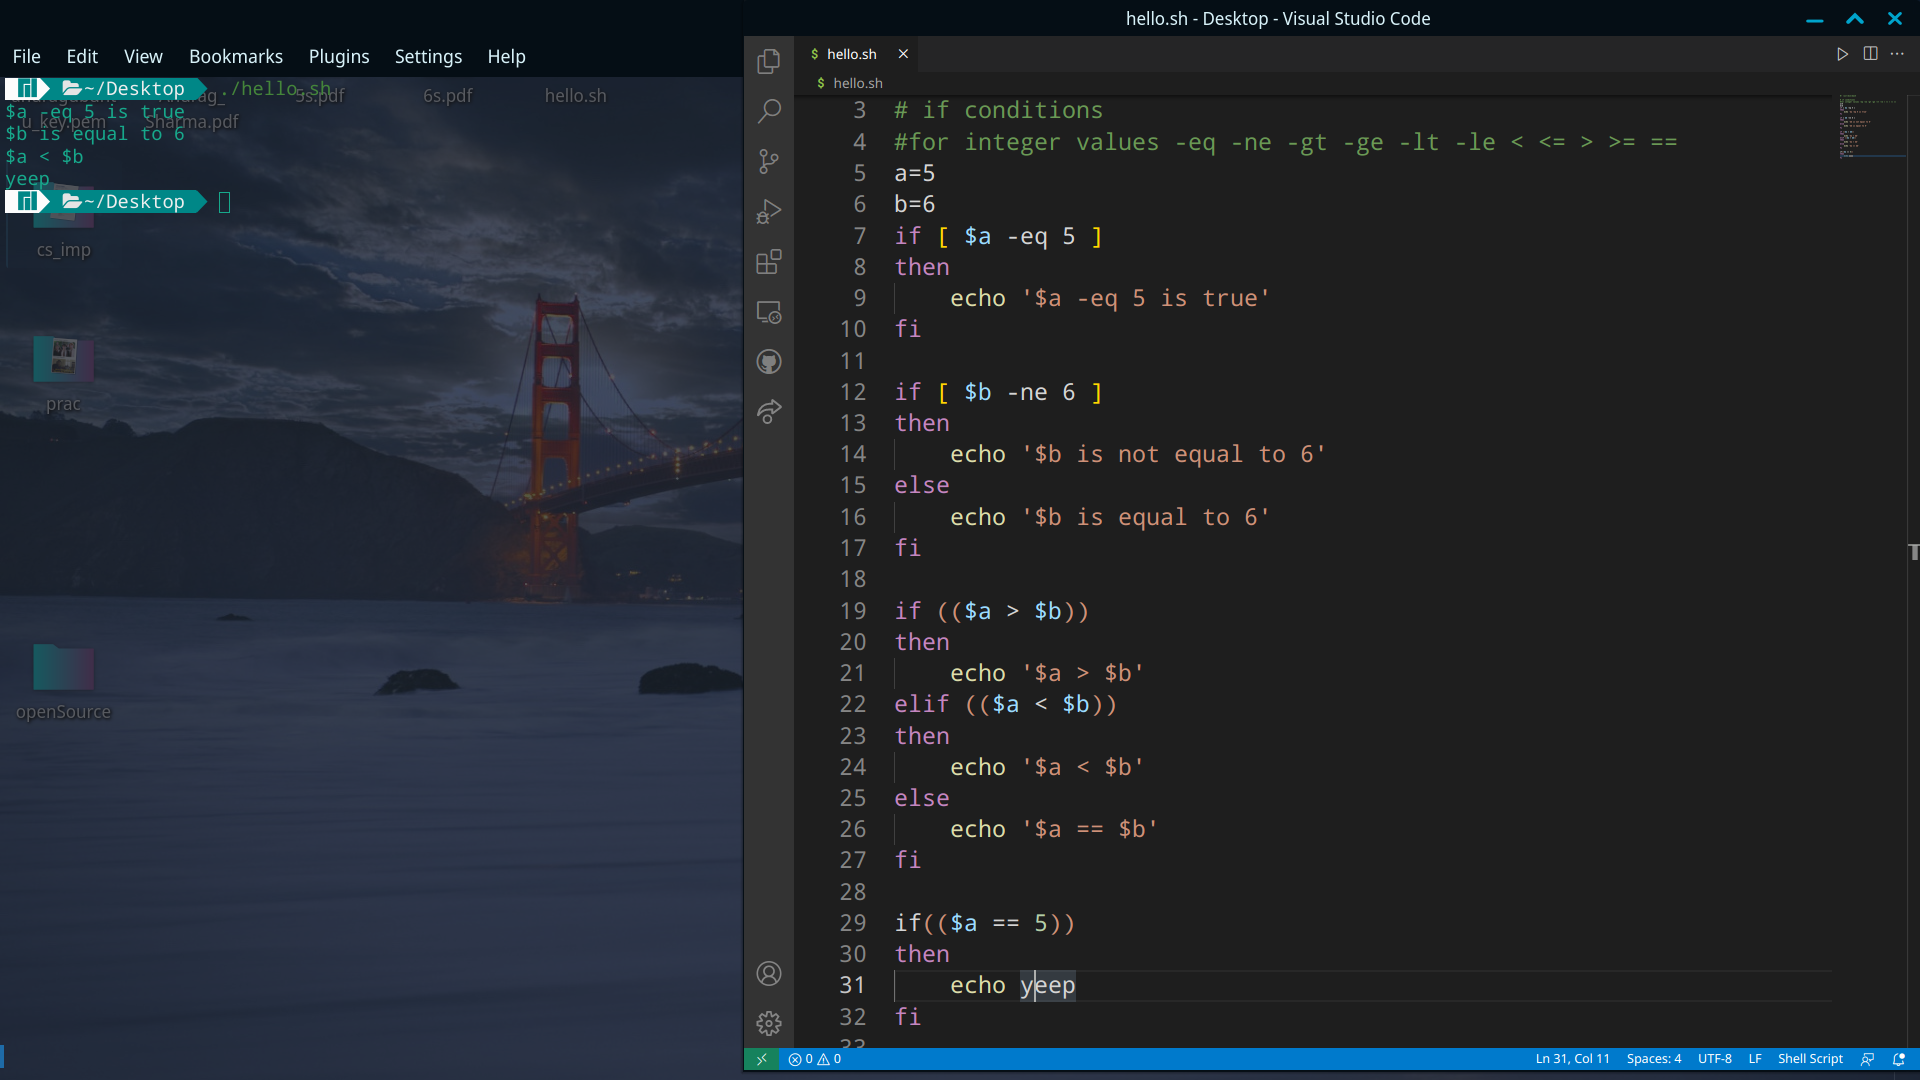 File Edit View Bookmarks Plugins Settings Help
~/Desktop ./hello.sh
$a -eq 5 is true
$b is equal to 6
$a < $b
yeep
~/Desktop
5s.pdf
6s.pdf
hello.sh
u_key.pem
Sharma.pdf
cs_imp
prac
openSource
hello.sh - Desktop - Visual Studio Code
$ hello.sh
$ hello.sh
3 # if conditions
4 #for integer values -eq -ne -gt -ge -lt -le < <= > >= ==
5 a=5
6 b=6
7 if [ $a -eq 5 ]
8 then
9 echo '$a -eq 5 is true'
10 fi
11
12 if [ $b -ne 6 ]
13 then
14 echo '$b is not equal to 6'
15 else
16 echo '$b is equal to 6'
17 fi
18
19 if (($a > $b))
20 then
21 echo '$a > $b'
22 elif (($a < $b))
23 then
24 echo '$a < $b'
25 else
26 echo '$a == $b'
27 fi
28
29 if(($a == 5))
30 then
31 echo yeep
32 fi
33
0 0 Ln 31, Col 11 Spaces: 4 UTF-8 LF Shell Script